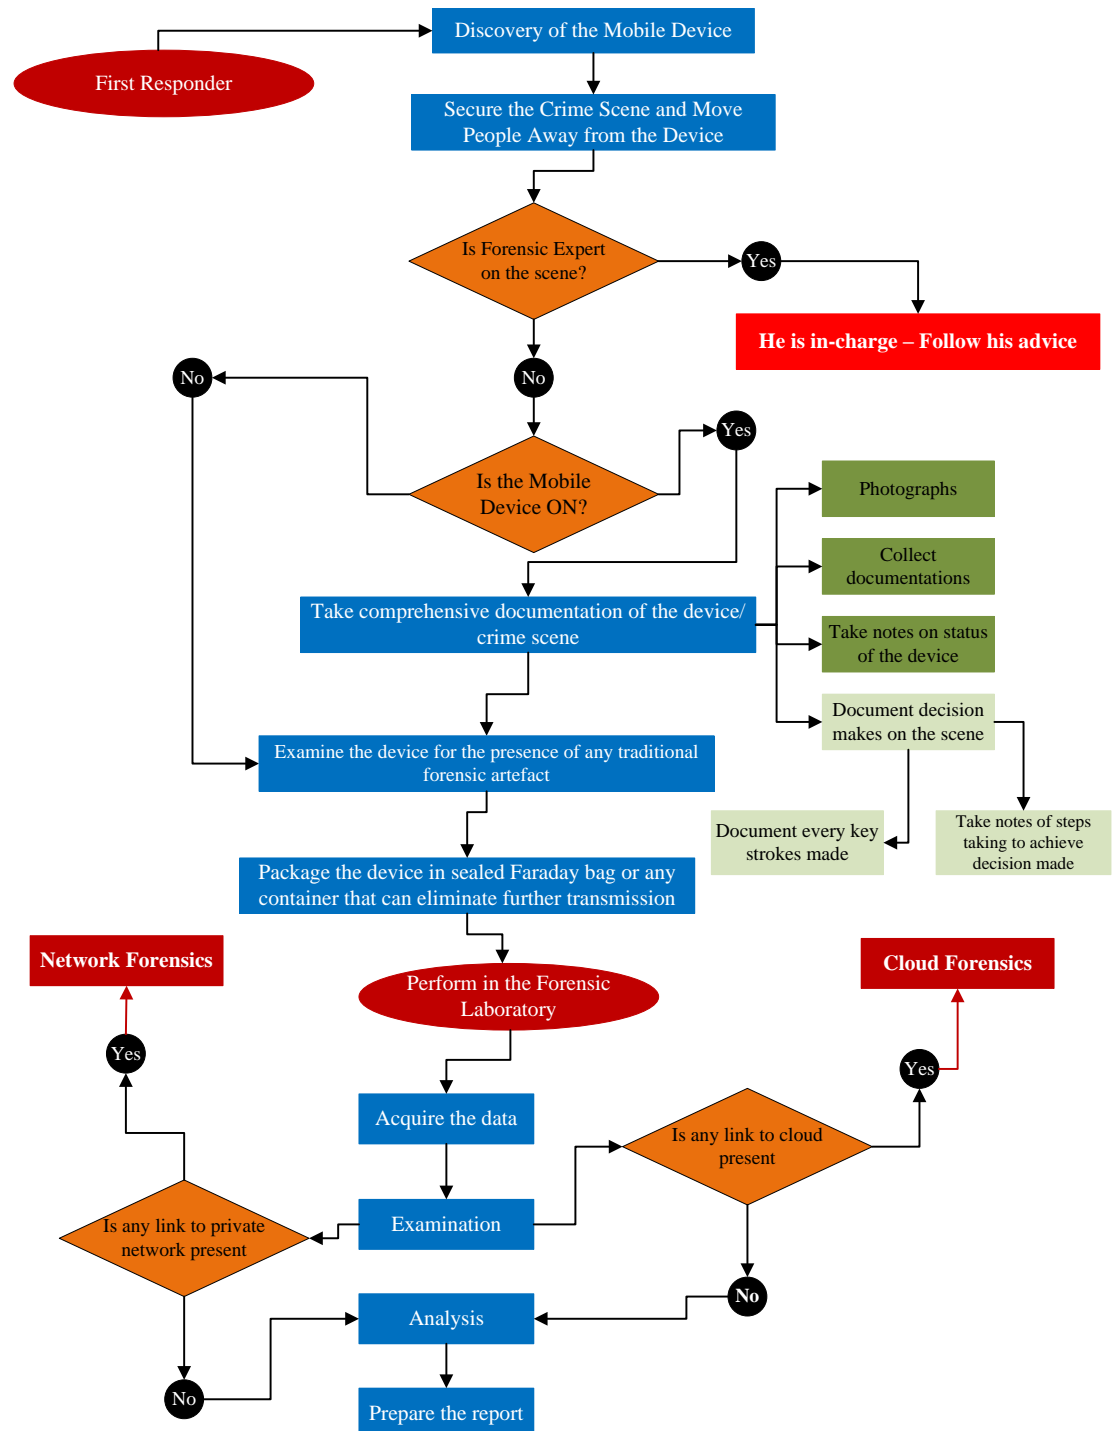 Discovery of the Mobile Device
First Responder
Secure the Crime Scene and Move
People Away from the Device
Is Forensic Expert
on the scene?
Yes
He is in-charge – Follow his advice
No
No
Yes
Is the Mobile
Device ON?
Photographs
Collect
documentations
Take comprehensive documentation of the device/
crime scene
Take notes on status
of the device
Document decision
makes on the scene
Examine the device for the presence of any traditional
forensic artefact
Document every key
strokes made
Take notes of steps
taking to achieve
decision made
Package the device in sealed Faraday bag or any
container that can eliminate further transmission
Network Forensics
Cloud Forensics
Perform in the Forensic
Laboratory
Yes
Yes
Acquire the data
Is any link to cloud
present
Examination
Is any link to private
network present
No
Analysis
No
Prepare the report